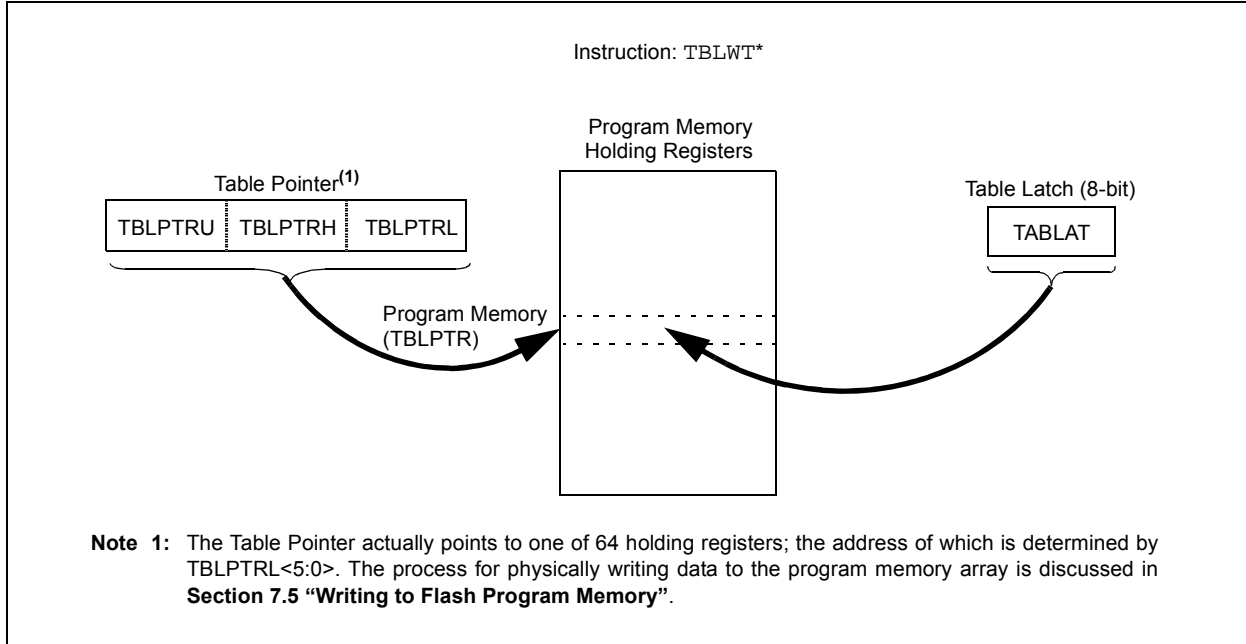 Instruction: TBLWT*
Program Memory
Holding Registers
Table Pointer(1)
Table Latch (8-bit)
TBLPTRU TBLPTRH TBLPTRL
TABLAT
Program Memory
(TBLPTR)
Note 1: The Table Pointer actually points to one of 64 holding registers; the address of which is determined by
TBLPTRL<5:0>. The process for physically writing data to the program memory array is discussed in
Section 7.5 “Writing to Flash Program Memory”.